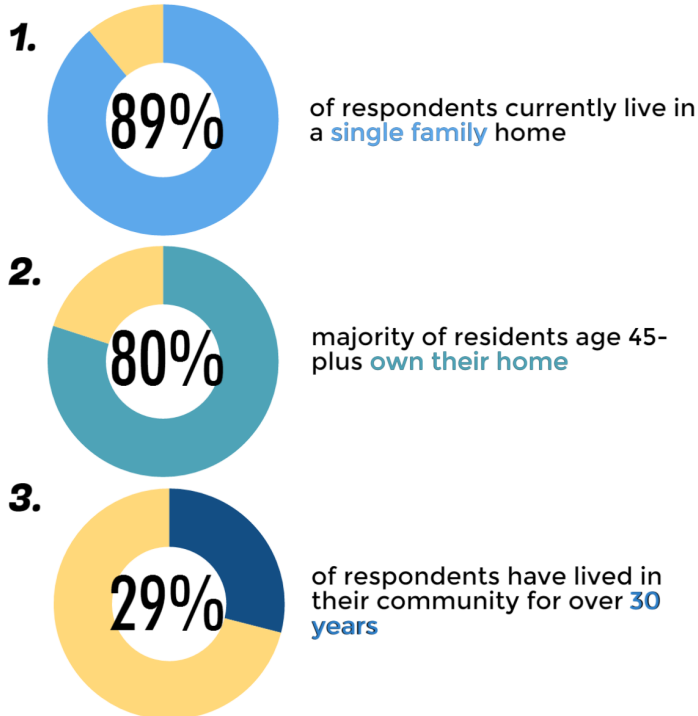 1.
89%
of respondents currently live in
a single family home
2.
80%
majority of residents age 45-
plus own their home
3.
29%
of respondents have lived in
their community for over 30
years